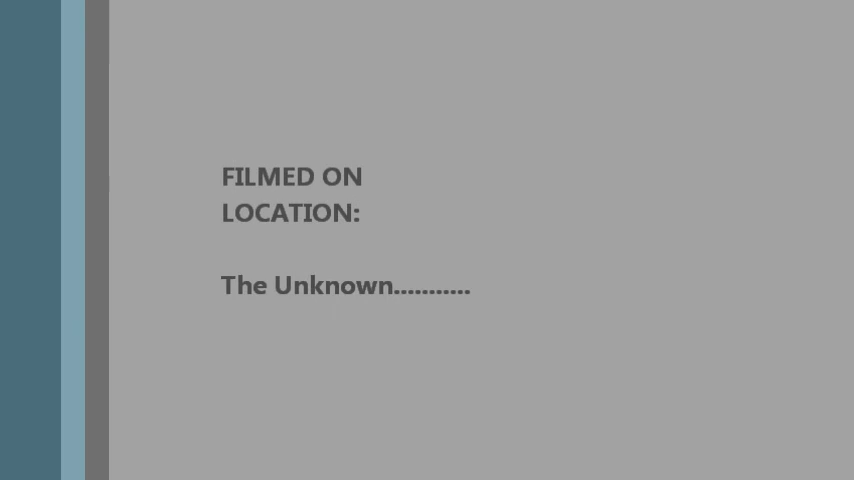 FILMED ON
LOCATION:
The Unknown...........